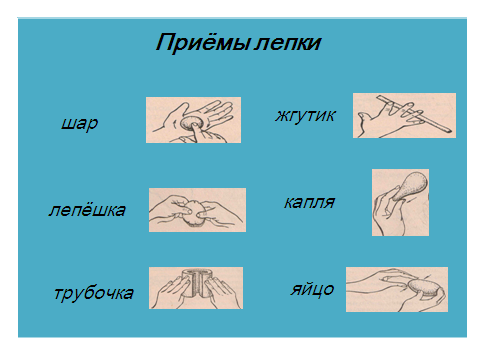 Приёмы лепки
шар
жгутик
лепёшка
капля
трубочка
яйцо